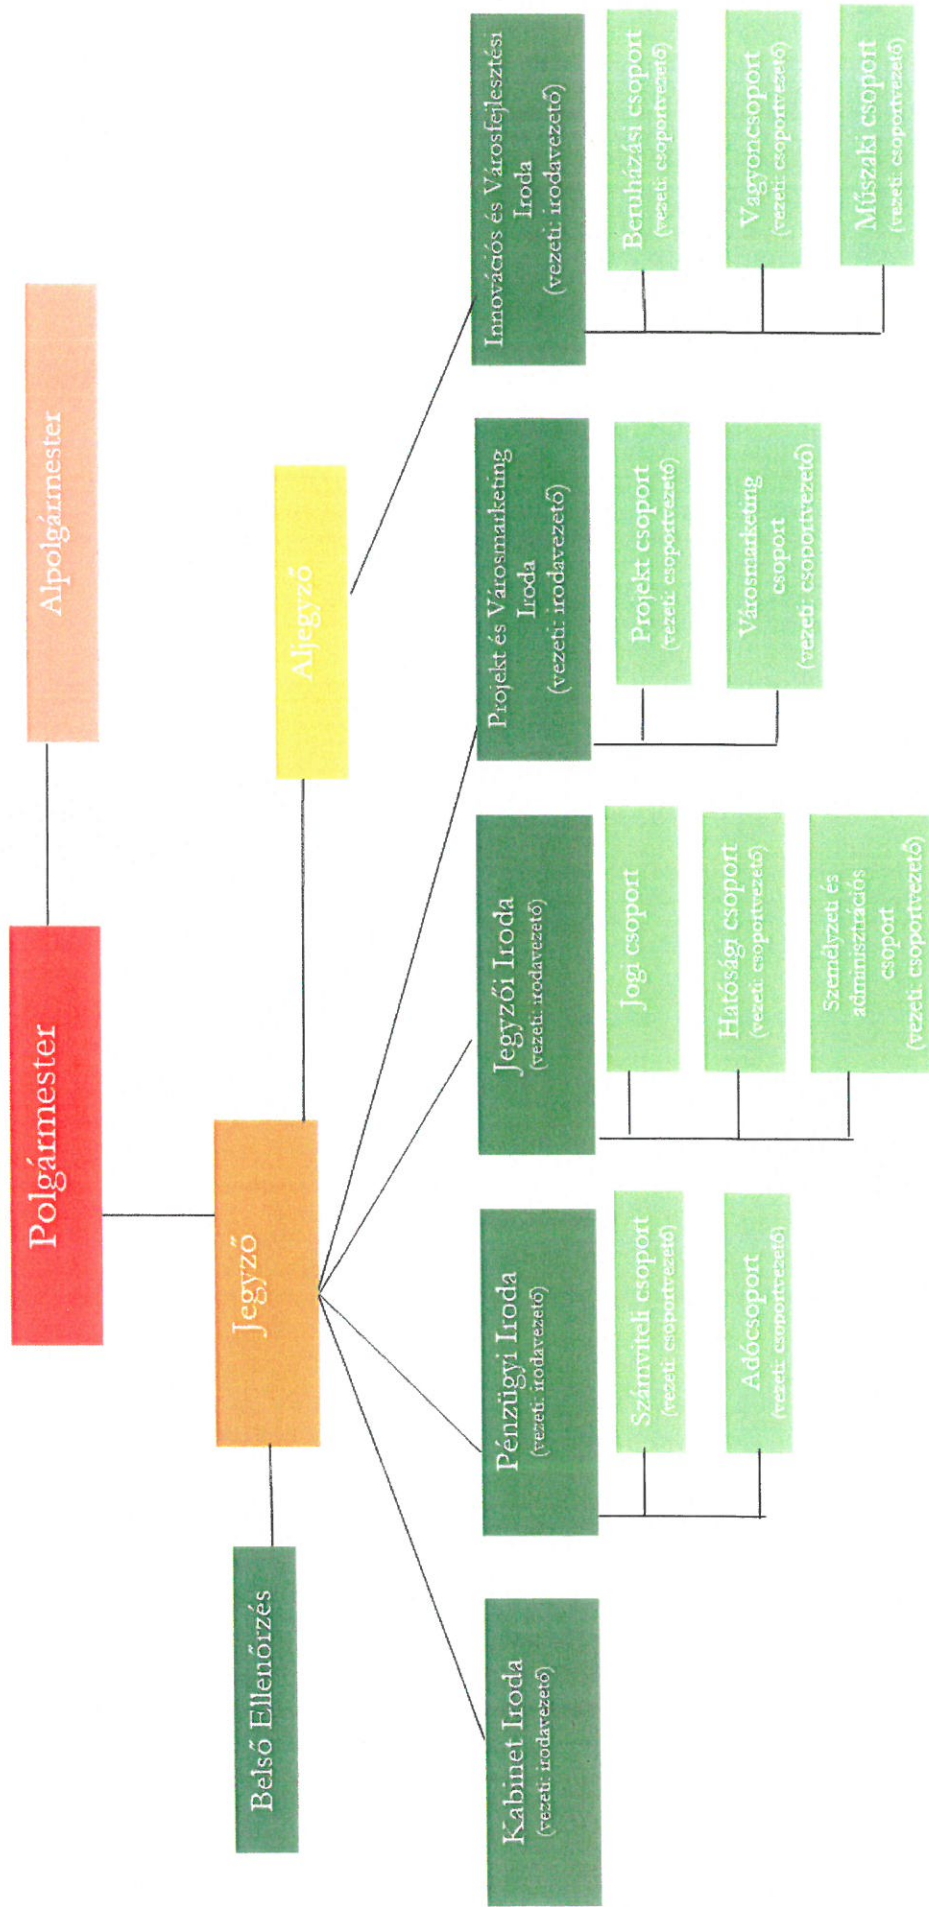 Polgármester
Alpolgármester
Jegyző
Aljegyző
Belső Ellenőrzés
Kabinet Iroda
(vezeti: irodavezető)
Pénzügyi Iroda
(vezeti: irodavezető)
Számviteli csoport
(vezeti: csoportvezető)
Adócsoport
(vezeti: csoportvezető)
Jegyzői Iroda
(vezeti: irodavezető)
Jogi csoport
Hatósági csoport
(vezeti: csoportvezető)
Személyzeti és
adminisztrációs
csoport
(vezeti: csoportvezető)
Projekt és Városmarketing
Iroda
(vezeti: irodavezető)
Projekt csoport
(vezeti: csoportvezető)
Városmarketing
csoport
(vezeti: csoportvezető)
Innovációs és Városfejlesztési
Iroda
(vezeti: irodavezető)
Beruházási csoport
(vezeti: csoportvezető)
Vagyoncsoport
(vezeti: csoportvezető)
Műszaki csoport
(vezeti: csoportvezető)